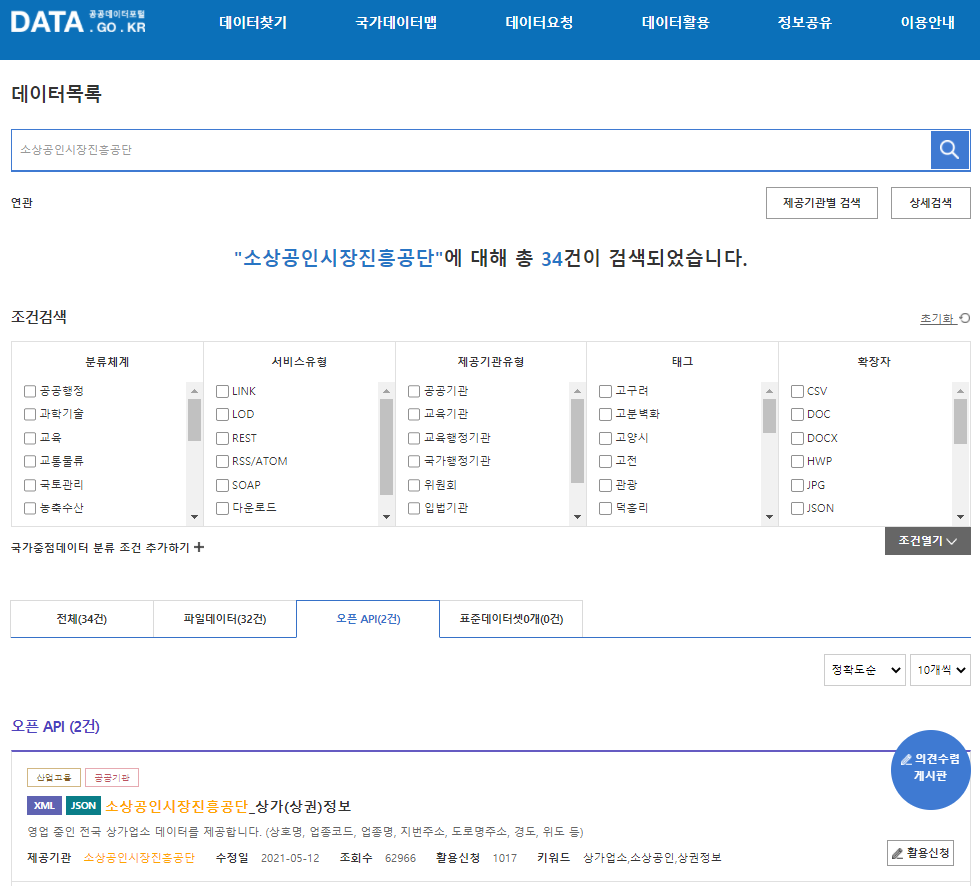 DATA 공공데이터포털 .GO.KR 데이터찾기 국가데이터맵 데이터요청 데이터활용 정보공유 이용안내
데이터목록
소상공인시장진흥공단
연관 제공기관별 검색 상세검색
"소상공인시장진흥공단"에 대해 총 34건이 검색되었습니다.
조건검색 초기화
분류체계 서비스유형 제공기관유형 태그 확장자
공공행정 LINK 공공기관 고구려 CSV
과학기술 LOD 교육기관 고분벽화 DOC
교육 REST 교육행정기관 고양시 DOCX
교통물류 RSS/ATOM 국가행정기관 고전 HWP
국토관리 SOAP 위원회 관광 JPG
농축수산 다운로드 입법기관 덕흥리 JSON
국가중점데이터 분류 조건 추가하기 + 조건열기
전체(34건) 파일데이터(32건) 오픈 API(2건) 표준데이터셋0개(0건)
정확도순 10개씩
오픈 API (2건)
의견수렴
게시판
산업고용 공공기관
XML JSON 소상공인시장진흥공단_상가(상권)정보
영업 중인 전국 상가업소 데이터를 제공합니다. (상호명, 업종코드, 업종명, 지번주소, 도로명주소, 경도, 위도 등)
제공기관 소상공인시장진흥공단 수정일 2021-05-12 조회수 62966 활용신청 1017 키워드 상가업소,소상공인,상권정보 활용신청